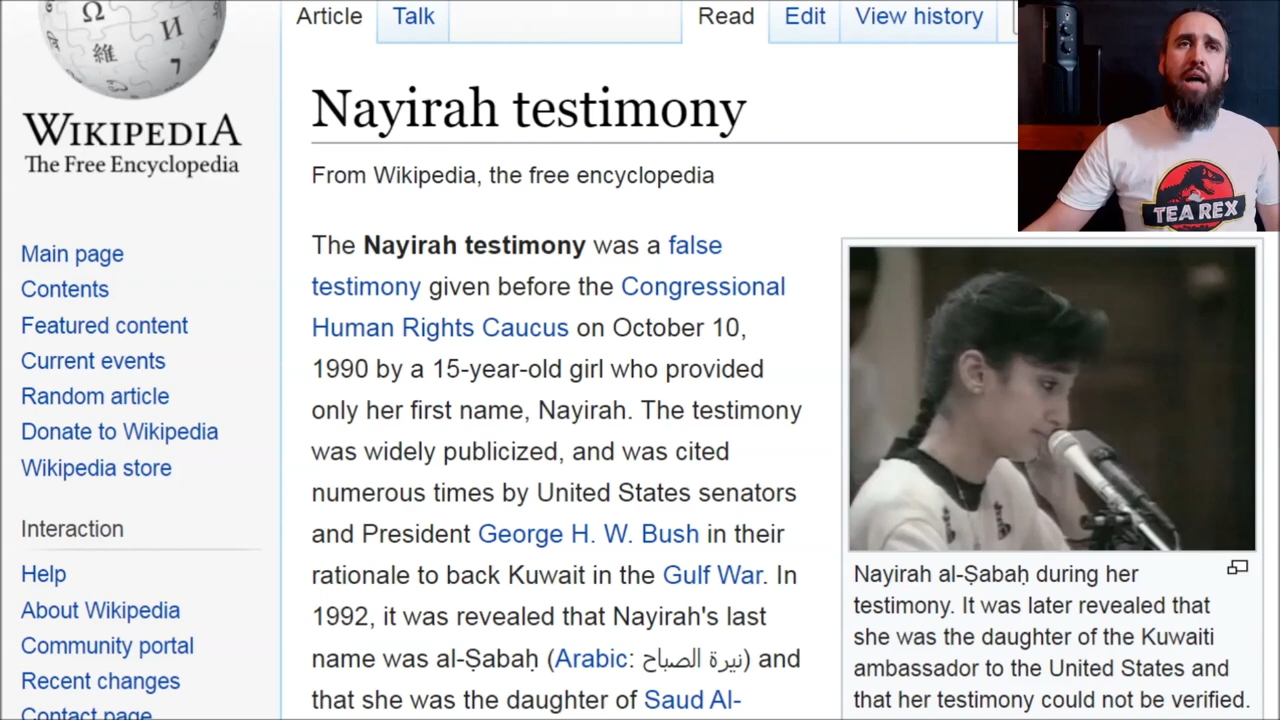 Article
Talk
Read
Edit
View history
Ω
И
維
WIKIPEDIA
The Free Encyclopedia
Nayirah testimony
TEA REX
From Wikipedia, the free encyclopedia
Main page
Contents
Featured content
Current events
Random article
Donate to Wikipedia
Wikipedia store
Interaction
Help
About Wikipedia
Community portal
Recent changes
Contact page
The Nayirah testimony was a false
testimony given before the Congressional
Human Rights Caucus on October 10,
1990 by a 15-year-old girl who provided
only her first name, Nayirah. The testimony
was widely publicized, and was cited
numerous times by United States senators
and President George H. W. Bush in their
rationale to back Kuwait in the Gulf War. In
1992, it was revealed that Nayirah's last
name was al-Ṣabaḥ (Arabic: نيرة الصباح) and
that she was the daughter of Saud Al-
Nayirah al-Ṣabaḥ during her
testimony. It was later revealed that
she was the daughter of the Kuwaiti
ambassador to the United States and
that her testimony could not be verified.